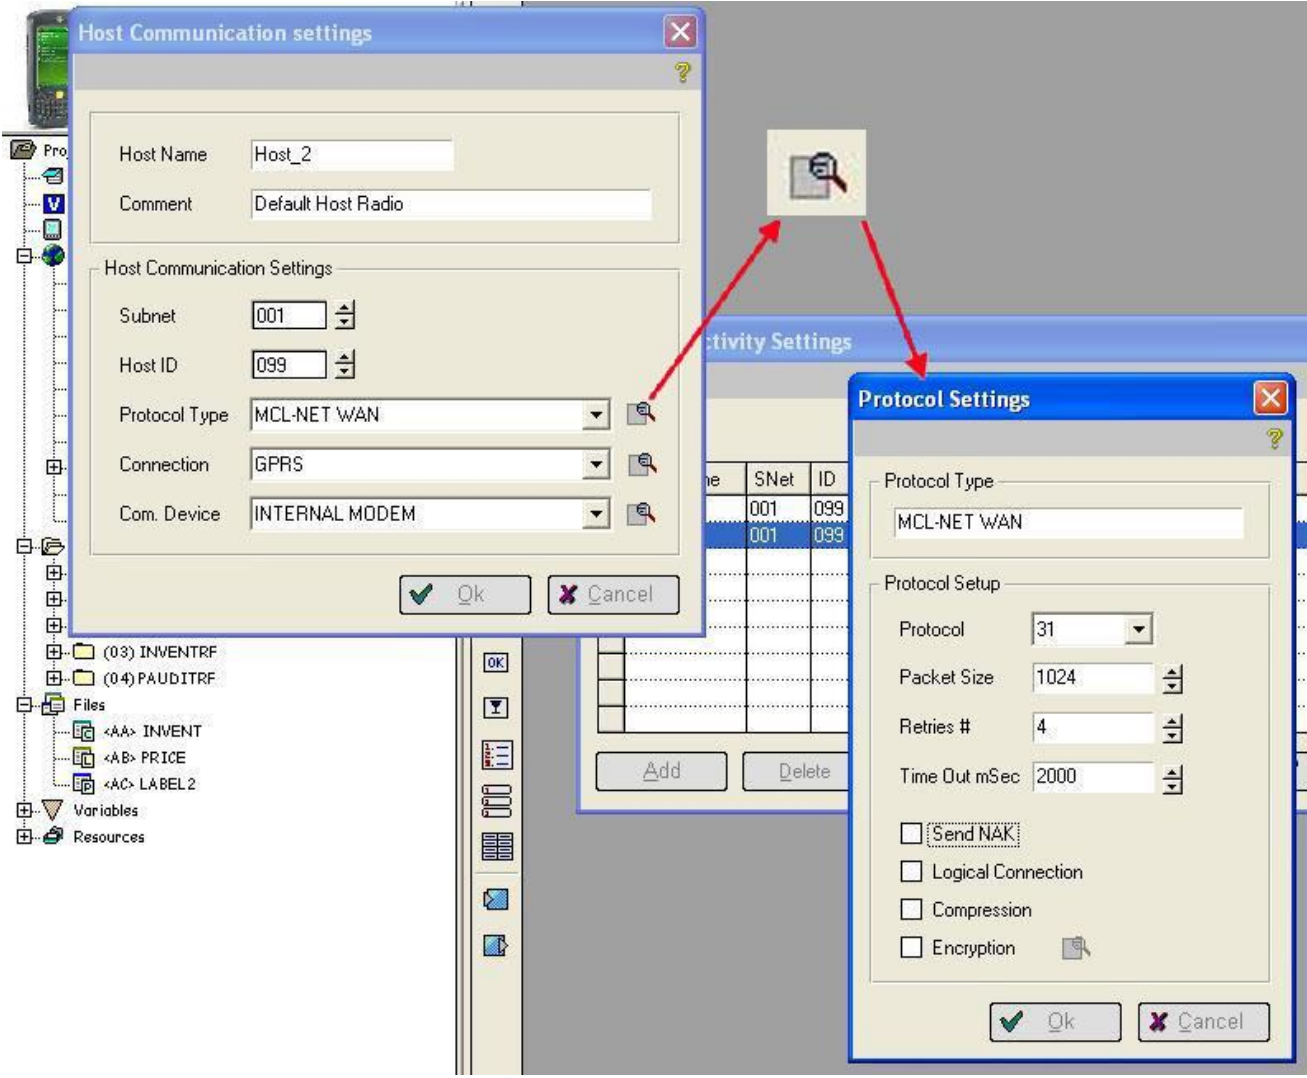 Host Communication settings
Host Name Host_2
Comment Default Host Radio
Host Communication Settings
Subnet 001
Host ID 099
Protocol Type MCL-NET WAN
Connection GPRS
Com. Device INTERNAL MODEM
Ok Cancel
V
(03) INVENTRF
(04) PAUDITRF
Files
<AA> INVENT
<AB> PRICE
<AC> LABEL2
Variables
Resources
OK
Settings
SNet ID
001 099
001 099
Add Delete
Protocol Settings
Protocol Type
MCL-NET WAN
Protocol Setup
Protocol 31
Packet Size 1024
Retries # 4
Time Out mSec 2000
Send NAK
Logical Connection
Compression
Encryption
Ok Cancel